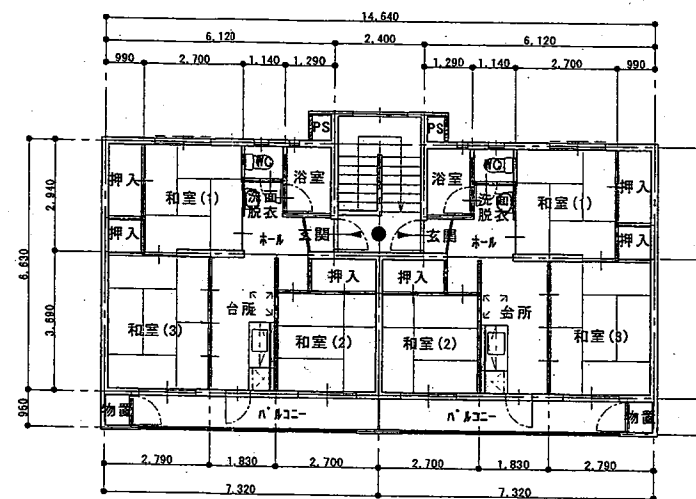 14.640
6.120 2.400 6.120
990 2.700 1.140 1.290 1.290 1.140 2.700 990
PS PS
WC WC
押入 和室(1) 洗面脱衣 浴室 浴室 洗面脱衣 和室(1) 押入
押入 ホール 玄関 玄関 ホール 押入
押入 押入
和室(3) 台所 和室(2) 和室(2) 台所 和室(3)
物置 バルコニー バルコニー 物置
2.940
6.630
3.690
960
2.790 1.830 2.700 2.700 1.830 2.790
7.320 7.320